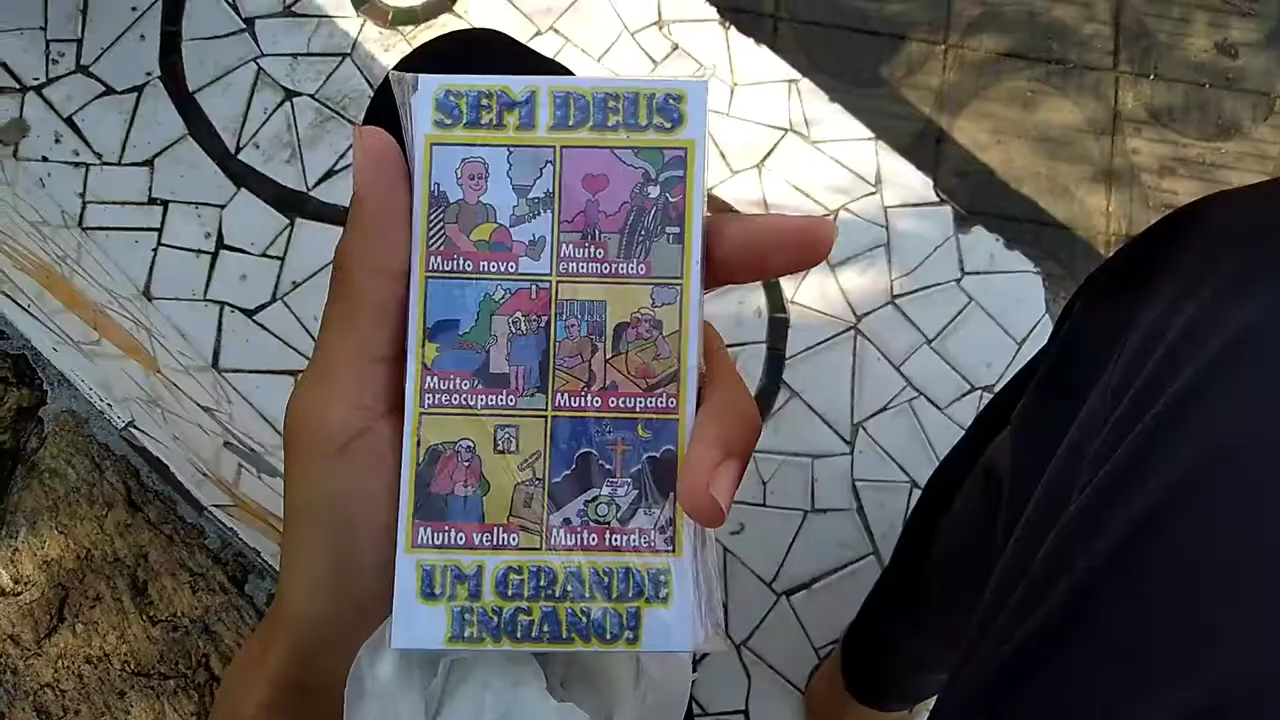 SEM DEUS
Muito novo
Muito
enamorado
Muito
preocupado
Muito ocupado
Muito velho
Muito tarde!
UM GRANDE
ENGANO!